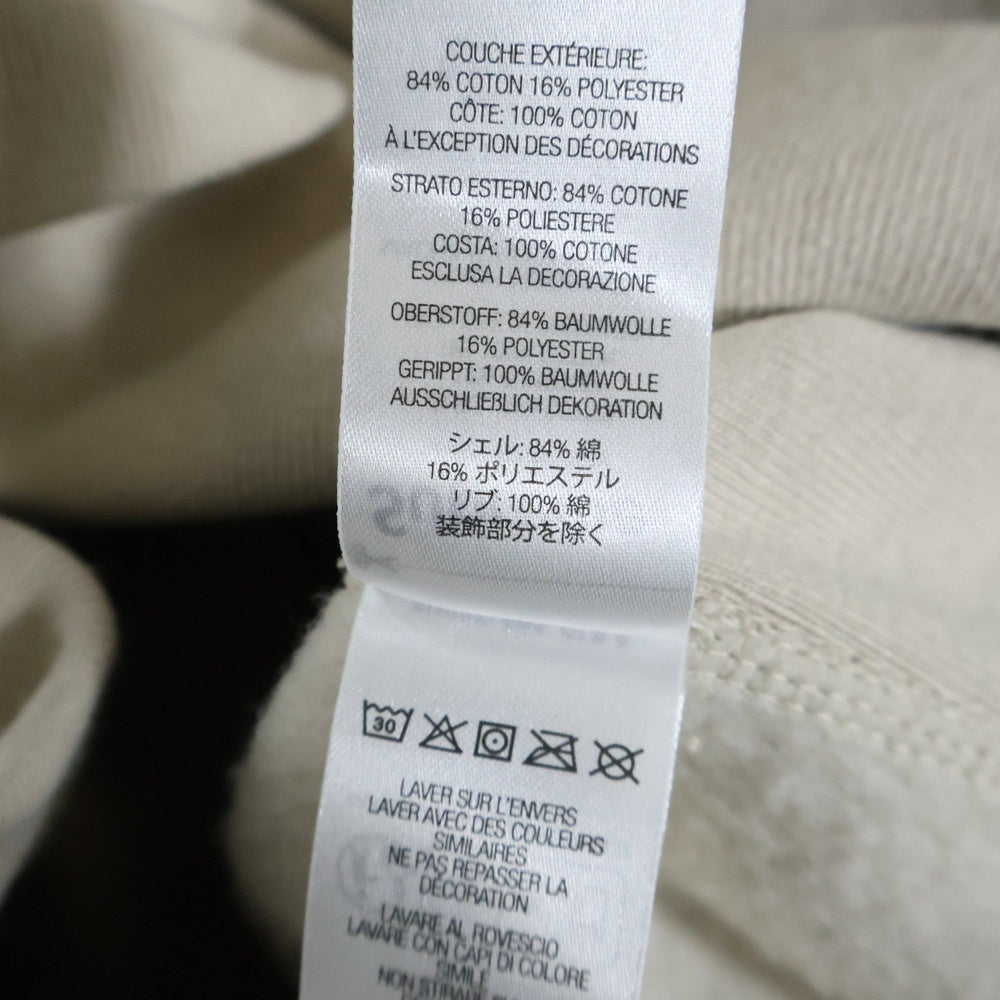 COUCHE EXTÉRIEURE:
84% COTON 16% POLYESTER
CÔTE: 100% COTON
À L'EXCEPTION DES DÉCORATIONS
STRATO ESTERNO: 84% COTONE
16% POLIESTERE
COSTA: 100% COTONE
ESCLUSA LA DECORAZIONE
OBERSTOFF: 84% BAUMWOLLE
16% POLYESTER
GERIPPT: 100% BAUMWOLLE
AUSSCHLIEßLICH DEKORATION
シェル: 84% 綿
16% ポリエステル
リブ: 100% 綿
装飾部分を除く
30
LAVER SUR L'ENVERS
LAVER AVEC DES COULEURS
SIMILAIRES
NE PAS REPASSER LA
DÉCORATION
LAVARE AL ROVESCIO
LAVARE CON CAPI DI COLORE
SIMILE
NON